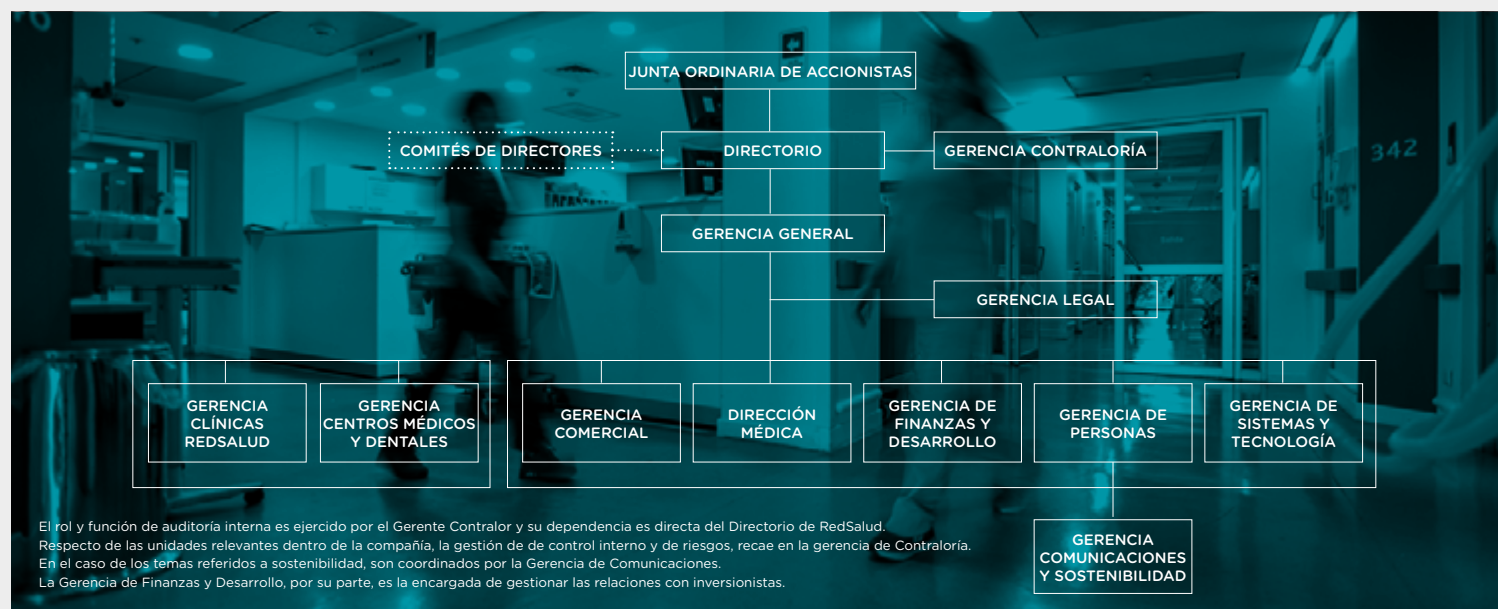 JUNTA ORDINARIA DE ACCIONISTAS
COMITÉS DE DIRECTORES
DIRECTORIO
GERENCIA CONTRALORÍA
342
GERENCIA GENERAL
GERENCIA LEGAL
GERENCIA
CLÍNICAS
REDSALUD
GERENCIA
CENTROS MÉDICOS
Y DENTALES
GERENCIA
COMERCIAL
DIRECCIÓN
MÉDICA
GERENCIA DE
FINANZAS Y
DESARROLLO
GERENCIA DE
PERSONAS
GERENCIA DE
SISTEMAS Y
TECNOLOGÍA
GERENCIA
COMUNICACIONES
Y SOSTENIBILIDAD
El rol y función de auditoría interna es ejercido por el Gerente Contralor y su dependencia es directa del Directorio de RedSalud.
Respecto de las unidades relevantes dentro de la compañía, la gestión de de control interno y de riesgos, recae en la gerencia de Contraloría.
En el caso de los temas referidos a sostenibilidad, son coordinados por la Gerencia de Comunicaciones.
La Gerencia de Finanzas y Desarrollo, por su parte, es la encargada de gestionar las relaciones con inversionistas.